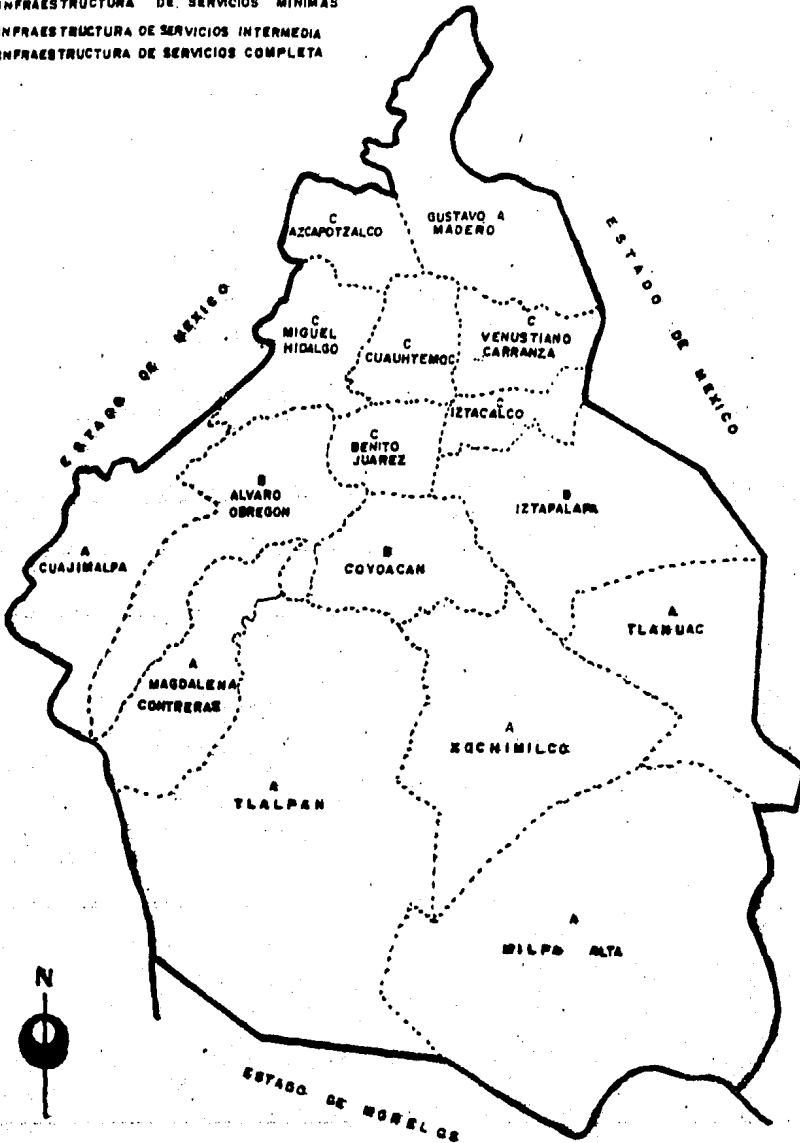 INFRAESTRUCTURA DE SERVICIOS MINIMAS
INFRAESTRUCTURA DE SERVICIOS INTERMEDIA
INFRAESTRUCTURA DE SERVICIOS COMPLETA
C
AZCAPOTZALCO
GUSTAVO A
MADERO
ESTADO DE MEXICO
ESTADO DE MEXICO
C
MIGUEL
HIDALGO
C
CUAUHTEMOC
C
VENUSTIANO
CARRANZA
C
IZTACALCO
C
BENITO
JUAREZ
B
ALVARO
OBREGON
B
IZTAPALAPA
A
CUAJIMALPA
B
COYOACAN
A
TLAHUAC
A
MAGDALENA
CONTRERAS
A
XOCHIMILCO
A
TLALPAN
A
MILPA ALTA
N
ESTADO DE MORELOS